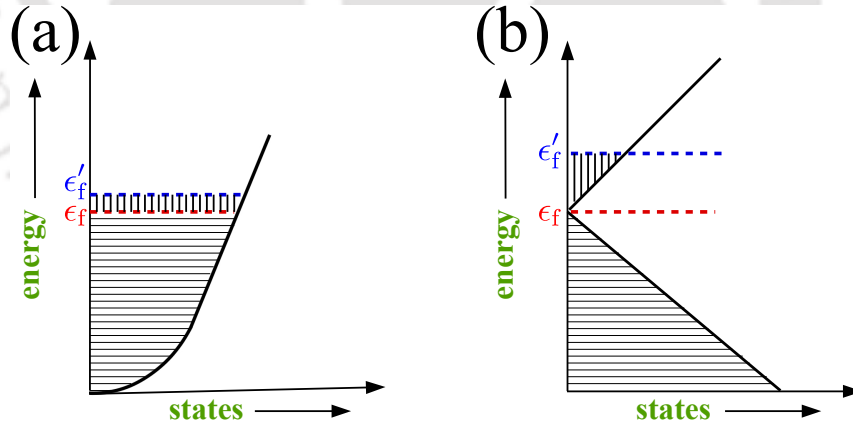 (a)
ϵ′f
ϵf
energy
states
(b)
ϵ′f
ϵf
energy
states